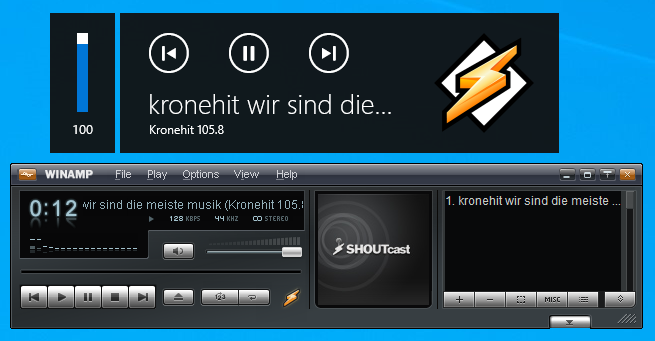 100
kronehit wir sind die...
Kronehit 105.8
WINAMP File Play Options View Help
0:12 wir sind die meiste musik (Kronehit 105.8
128 KBPS 44 KHZ STEREO
SHOUTcast
1. kronehit wir sind die meiste ...
123
+ − MISC